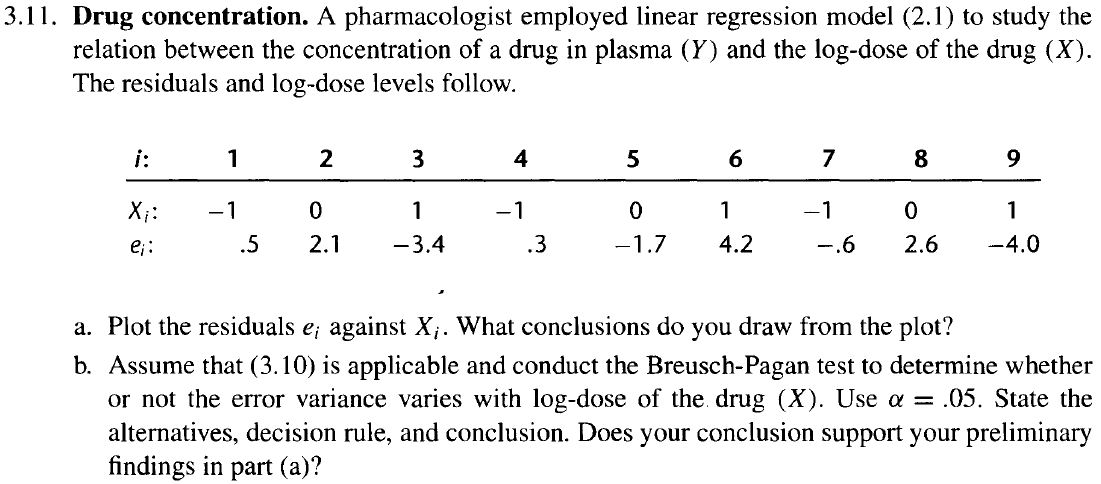 3.11. Drug concentration. A pharmacologist employed linear regression model (2.1) to study the
relation between the concentration of a drug in plasma (Y) and the log-dose of the drug (X).
The residuals and log-dose levels follow.
i: 1 2 3 4 5 6 7 8 9
Xi: −1 0 1 −1 0 1 −1 0 1
ei: .5 2.1 −3.4 .3 −1.7 4.2 −.6 2.6 −4.0
a. Plot the residuals ei against Xi. What conclusions do you draw from the plot?
b. Assume that (3.10) is applicable and conduct the Breusch-Pagan test to determine whether
or not the error variance varies with log-dose of the drug (X). Use α = .05. State the
alternatives, decision rule, and conclusion. Does your conclusion support your preliminary
findings in part (a)?